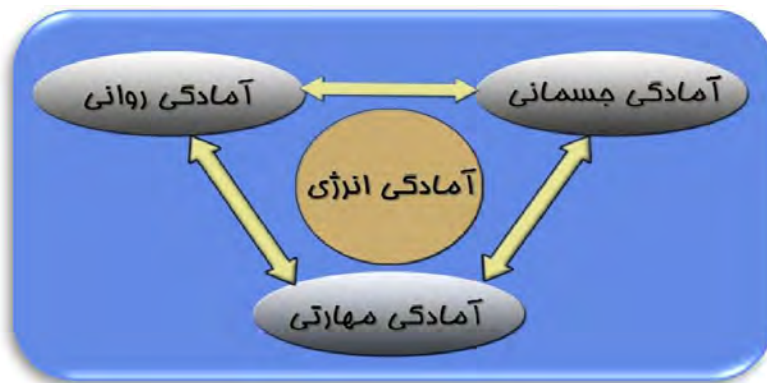 آمادگی جسمانی
آمادگی روانی
آمادگی انرژی
آمادگی مهارتی